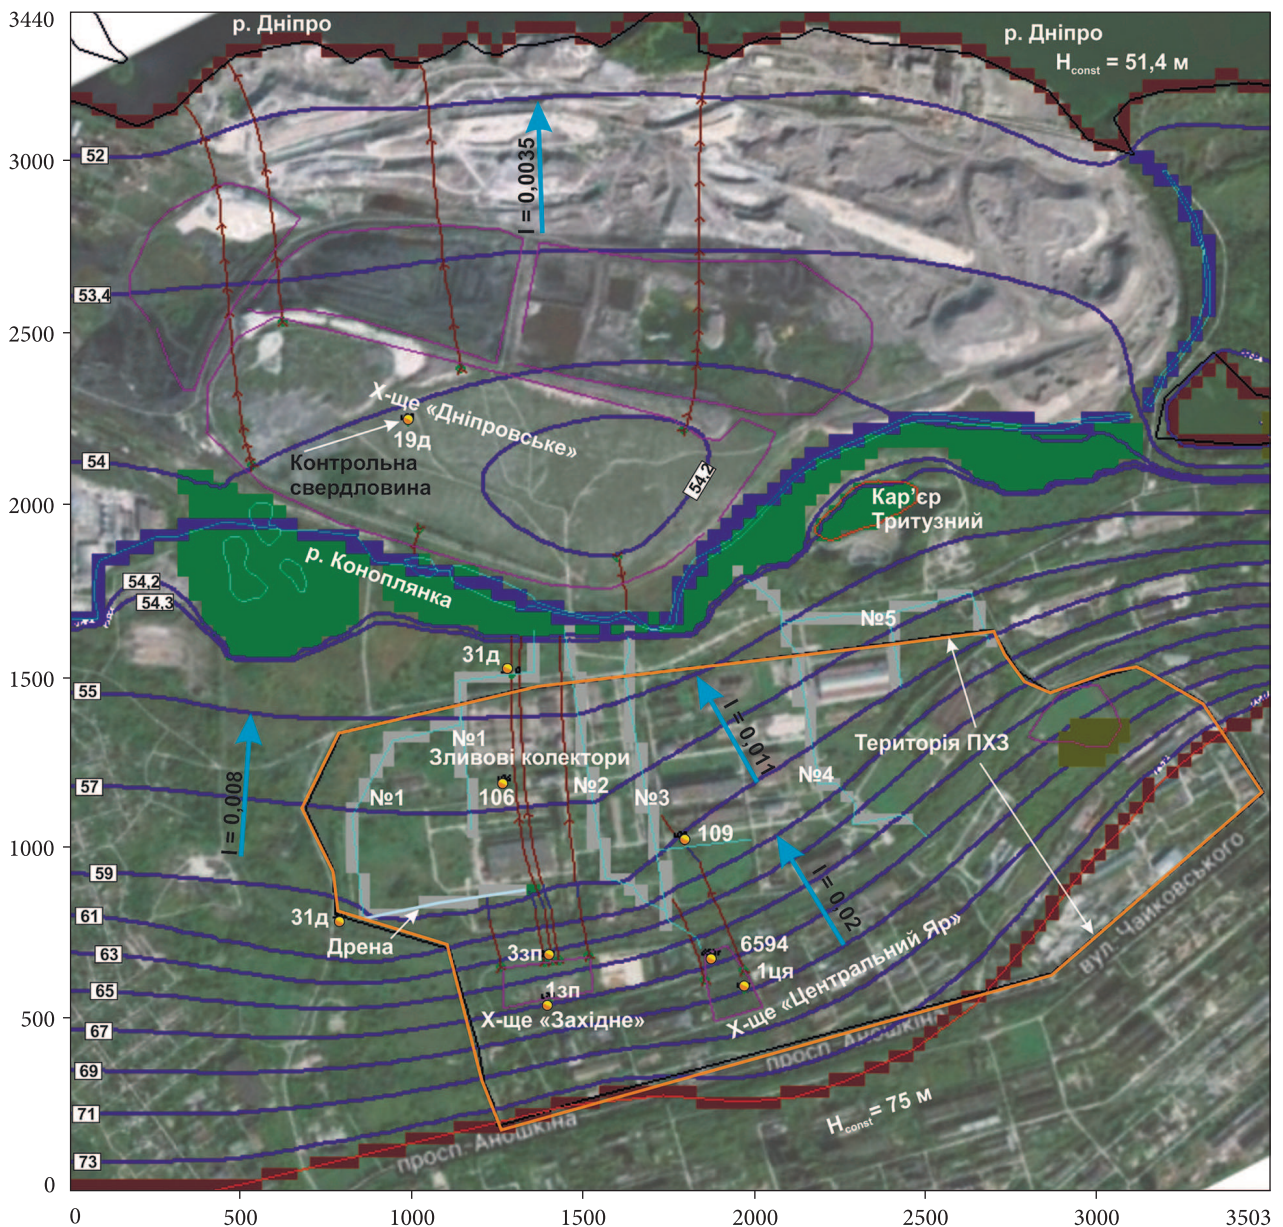 3440
р. Дніпро
р. Дніпро
H const = 51,4 м
3000
52
I = 0,0035
53,4
2500
Х-ще «Дніпровське»
19д
Контрольна
свердловина
54
54.2
2000
Кар'єр
Тритузний
р. Коноплянка
54,2
54.3
№5
31д
1500
55
I = 0,011
Територія ПХЗ
№1
Зливові колектори
I = 0,008
57
№1
106
№2
№3
№4
109
1000
59
I = 0,02
вул. Чайковського
61
31д
Дрена
63
3зп
6594
1ця
65
1зп
Х-ще «Західне»
Х-ще «Центральний Яр»
500
67
просп. Аношкіна
69
71
H const = 75 м
просп. Аношкіна
73
0
0
500
1000
1500
2000
2500
3000
3503